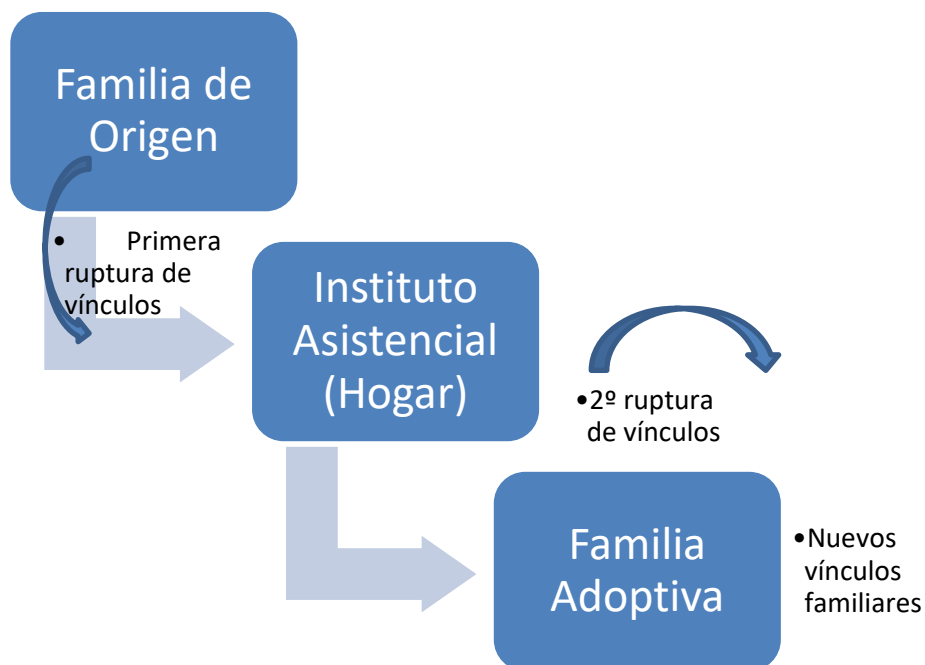 Familia de
Origen
• Primera
ruptura de
vínculos
Instituto
Asistencial
(Hogar)
•2º ruptura
de vínculos
Familia
Adoptiva
•Nuevos
vínculos
familiares